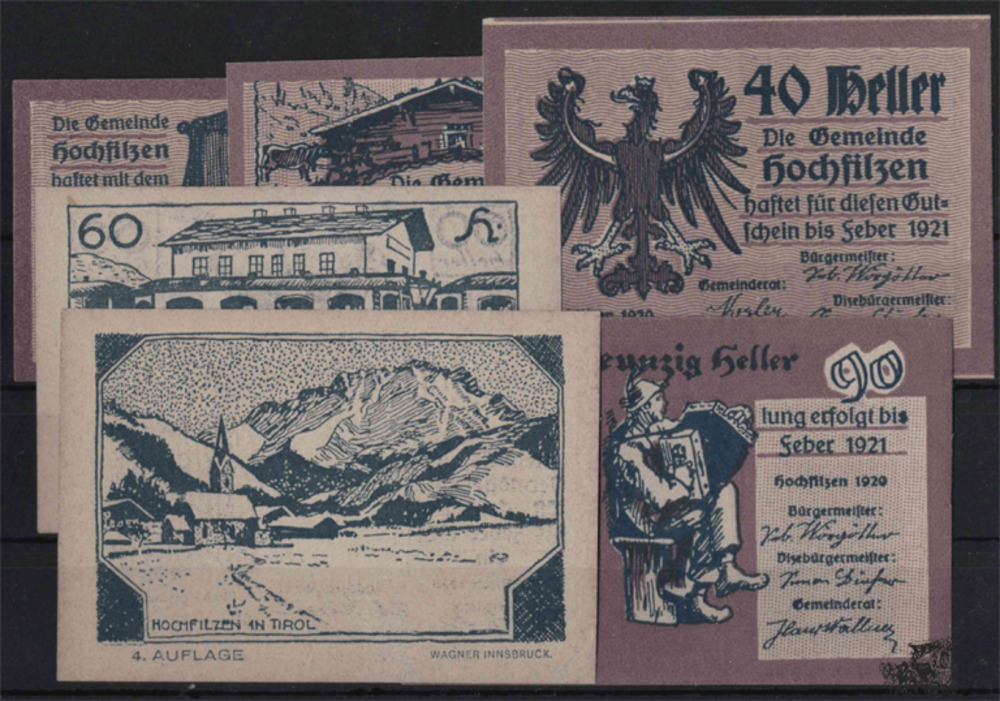 Die Gemeinde
Hochfilzen
haftet mit dem
Die Gem
40 Heller
Die Gemeinde
Hochfilzen
haftet für diesen Gut=
schein bis Feber 1921
Bürgermeister:
Gemeinderat:
Vizebürgermeister:
1920
60 H.
Heller
90
lung erfolgt bis
Feber 1921
Hochfilzen 1920
Bürgermeister:
Vizebürgermeister:
Gemeinderat:
HOCHFILZEN IN TIROL
4. AUFLAGE
WAGNER INNSBRUCK.